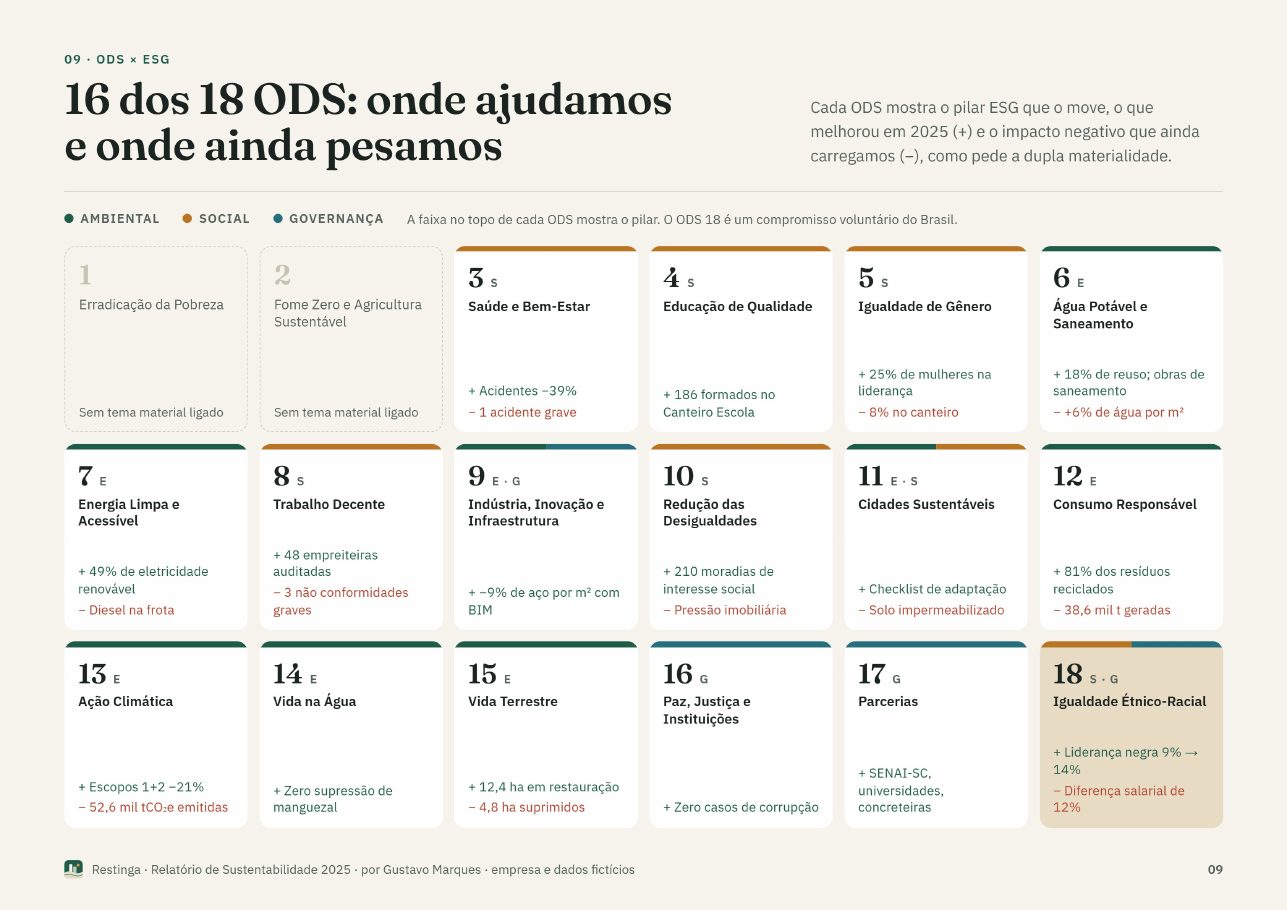 09 · ODS × ESG
16 dos 18 ODS: onde ajudamos
e onde ainda pesamos
Cada ODS mostra o pilar ESG que o move, o que
melhorou em 2025 (+) e o impacto negativo que ainda
carregamos (−), como pede a dupla materialidade.
AMBIENTAL
SOCIAL
GOVERNANÇA
A faixa no topo de cada ODS mostra o pilar. O ODS 18 é um compromisso voluntário do Brasil.
1
Erradicação da Pobreza
Sem tema material ligado
2
Fome Zero e Agricultura
Sustentável
Sem tema material ligado
3 S
Saúde e Bem-Estar
+ Acidentes −39%
− 1 acidente grave
4 S
Educação de Qualidade
+ 186 formados no
Canteiro Escola
5 S
Igualdade de Gênero
+ 25% de mulheres na
liderança
− 8% no canteiro
6 E
Água Potável e
Saneamento
+ 18% de reuso; obras de
saneamento
− +6% de água por m²
7 E
Energia Limpa e
Acessível
+ 49% de eletricidade
renovável
− Diesel na frota
8 S
Trabalho Decente
+ 48 empreiteiras
auditadas
− 3 não conformidades
graves
9 E · G
Indústria, Inovação e
Infraestrutura
+ −9% de aço por m² com
BIM
10 S
Redução das
Desigualdades
+ 210 moradias de
interesse social
− Pressão imobiliária
11 E · S
Cidades Sustentáveis
+ Checklist de adaptação
− Solo impermeabilizado
12 E
Consumo Responsável
+ 81% dos resíduos
reciclados
− 38,6 mil t geradas
13 E
Ação Climática
+ Escopos 1+2 −21%
− 52,6 mil tCO₂e emitidas
14 E
Vida na Água
+ Zero supressão de
manguezal
15 E
Vida Terrestre
+ 12,4 ha em restauração
− 4,8 ha suprimidos
16 G
Paz, Justiça e
Instituições
+ Zero casos de corrupção
17 G
Parcerias
+ SENAI-SC,
universidades,
concreteiras
18 S · G
Igualdade Étnico-Racial
+ Liderança negra 9% →
14%
− Diferença salarial de
12%
Restinga · Relatório de Sustentabilidade 2025 · por Gustavo Marques · empresa e dados fictícios
09